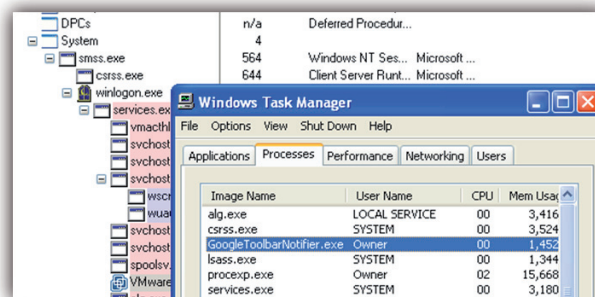 DPCs n/a Deferred Procedur...
System 4
smss.exe 564 Windows NT Ses... Microsoft ...
csrss.exe 644 Client Server Runt... Microsoft ...
winlogon.exe
services.ex
vmacthl
svchost
svchost
svchost
wscr
wuau
svchost
svchost
spoolsv.
VMware
Windows Task Manager
File Options View Shut Down Help
Applications Processes Performance Networking Users
Image Name User Name CPU Mem Usag
alg.exe LOCAL SERVICE 00 3,416
csrss.exe SYSTEM 00 3,524
GoogleToolbarNotifier.exe Owner 00 1,452
lsass.exe SYSTEM 00 1,344
procexp.exe Owner 02 15,668
services.exe SYSTEM 00 3,180